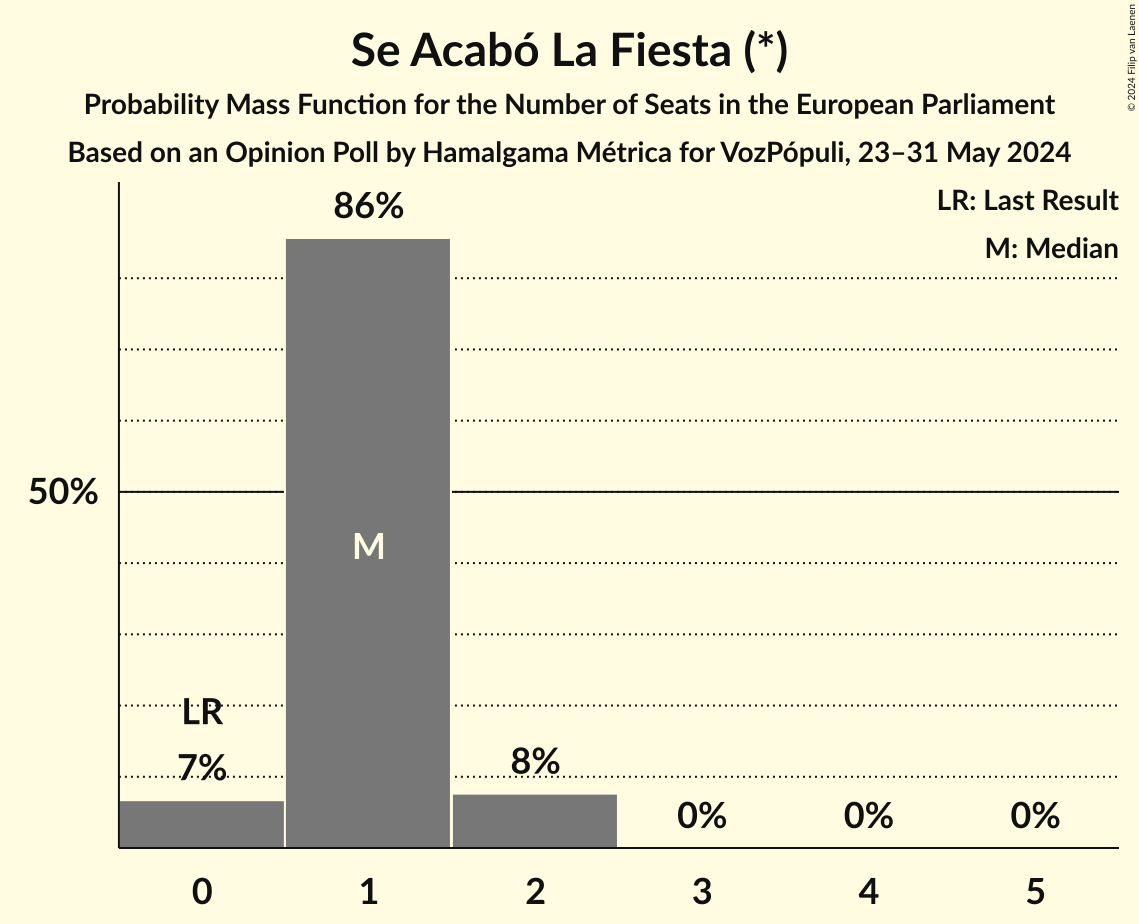 Se Acabó La Fiesta (*)
Probability Mass Function for the Number of Seats in the European Parliament
Based on an Opinion Poll by Hamalgama Métrica for VozPópuli, 23–31 May 2024
© 2024 Filip van Laenen
LR: Last Result
M: Median
86%
50%
M
LR
7%
8%
0%
0%
0%
0
1
2
3
4
5